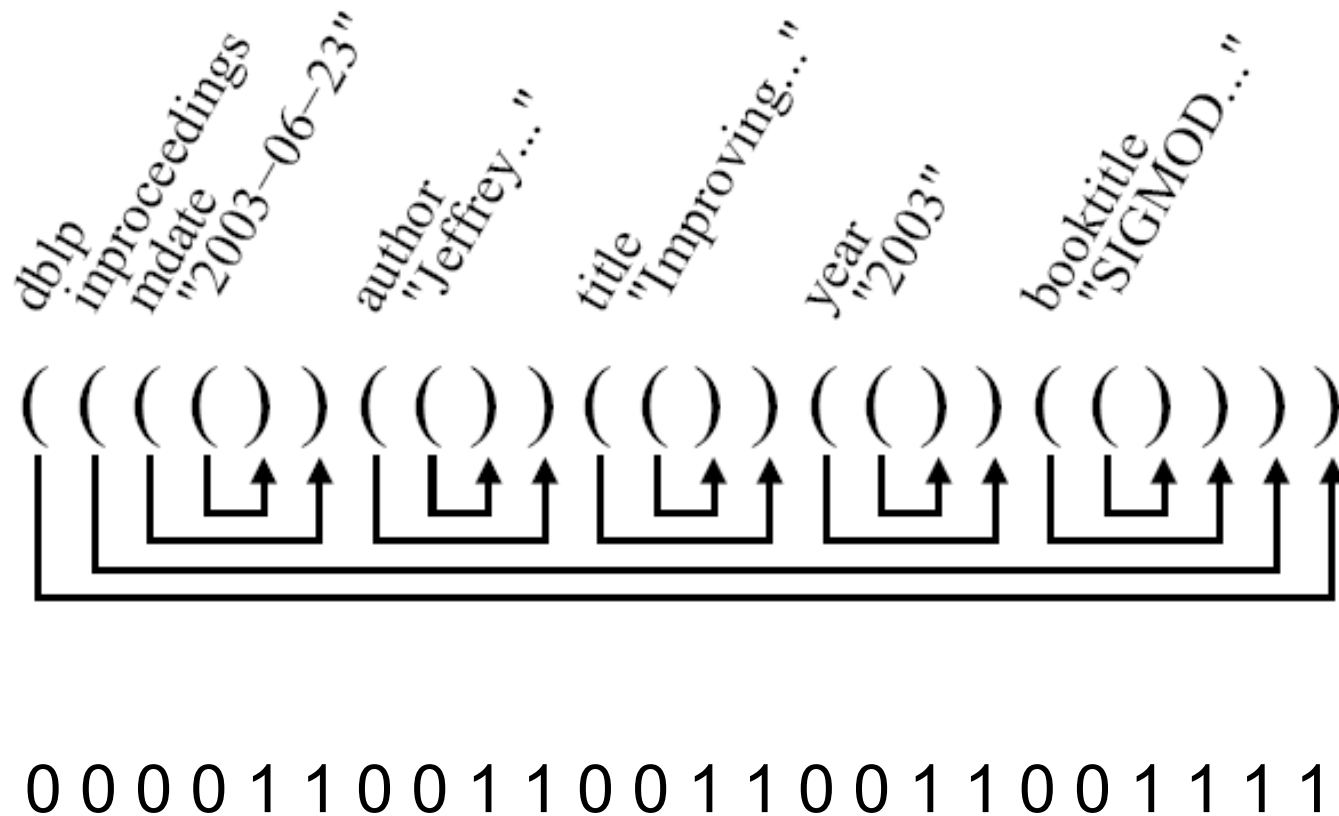 dblp
inproceedings
mdate
"2003–06–23"
author
"Jeffrey..."
title
"Improving..."
year
"2003"
booktitle
"SIGMOD..."
( ( ( ( ) ) ( ( ) ) ( ( ) ) ( ( ) ) ( ( ) ) ) )
0 0 0 0 1 1 0 0 1 1 0 0 1 1 0 0 1 1 0 0 1 1 1 1